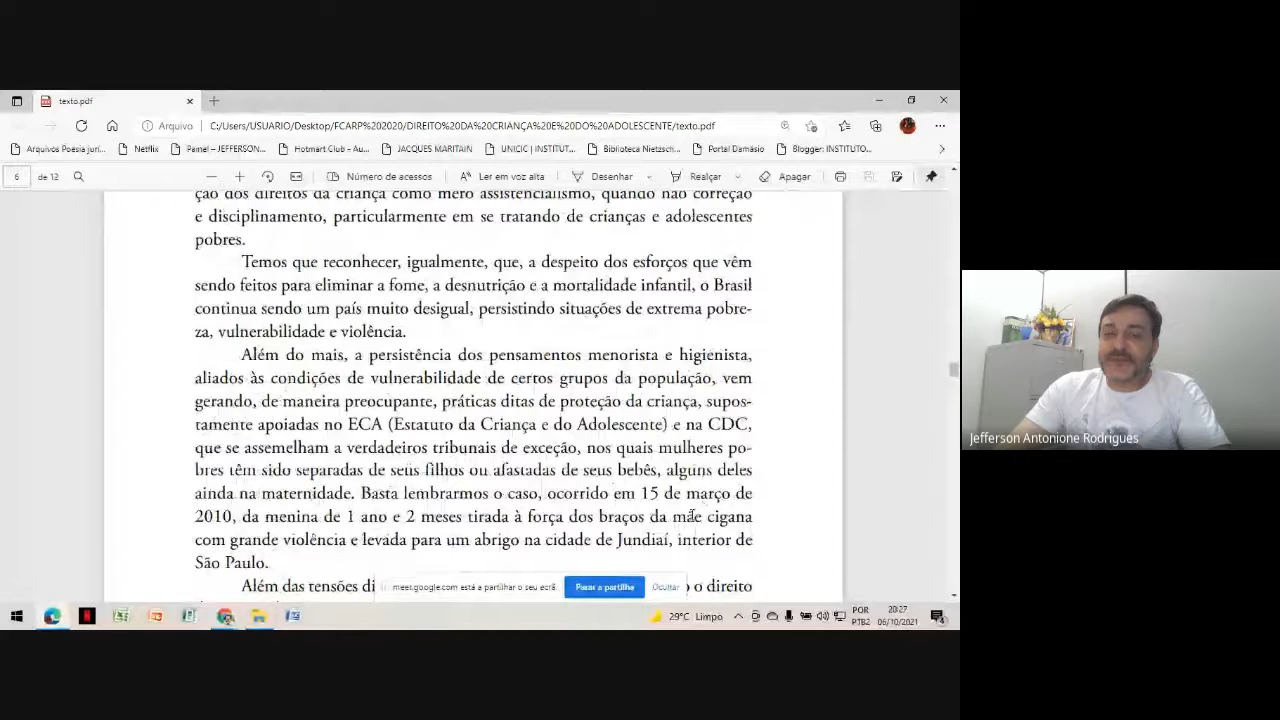 texto.pdf
Arquivo C:/Users/USUARIO/Desktop/FCARP%202020/DIREITO%20DA%20CRIANÇA%20E%20DO%20ADOLESCENTE/texto.pdf
Arquivos Poesia jurí... Netflix Painal – JEFFERSON... Hotmart Club – Au... JACQUES MARITAIN UNICIC | INSTITUT... Biblioteca Nietzsch... Portal Damásio Blogger: INSTITUTO...
6 de 12 Número de acessos Ler em voz alta Desenhar Realçar Apagar
ção dos direitos da criança como mero assistencialismo, quando não correção
e disciplinamento, particularmente em se tratando de crianças e adolescentes
pobres.
Temos que reconhecer, igualmente, que, a despeito dos esforços que vêm
sendo feitos para eliminar a fome, a desnutrição e a mortalidade infantil, o Brasil
continua sendo um país muito desigual, persistindo situações de extrema pobre-
za, vulnerabilidade e violência.
Além do mais, a persistência dos pensamentos menorista e higienista,
aliados às condições de vulnerabilidade de certos grupos da população, vem
gerando, de maneira preocupante, práticas ditas de proteção da criança, supos-
tamente apoiadas no ECA (Estatuto da Criança e do Adolescente) e na CDC,
que se assemelham a verdadeiros tribunais de exceção, nos quais mulheres po-
bres têm sido separadas de seus filhos ou afastadas de seus bebês, alguns deles
ainda na maternidade. Basta lembrarmos o caso, ocorrido em 15 de março de
2010, da menina de 1 ano e 2 meses tirada à força dos braços da mãe cigana
com grande violência e levada para um abrigo na cidade de Jundiaí, interior de
São Paulo.
Além das tensões di o direito
meet.google.com está a partilhar o seu ecrã. Parar a partilha Ocultar
29°C Limpo POR PTB2 20:27 06/10/2021
Jefferson Antonione Rodrigues